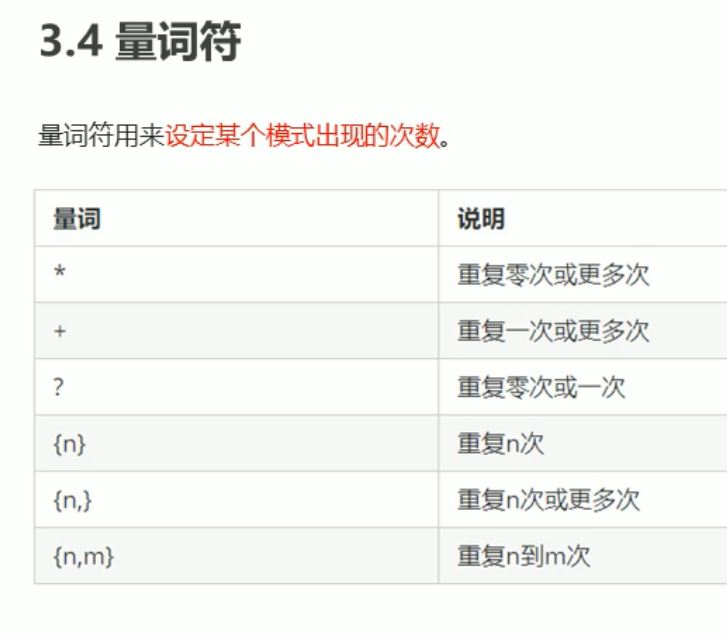 3.4 量词符
量词符用来设定某个模式出现的次数。
量词 说明
* 重复零次或更多次
+ 重复一次或更多次
? 重复零次或一次
{n} 重复n次
{n,} 重复n次或更多次
{n,m} 重复n到m次